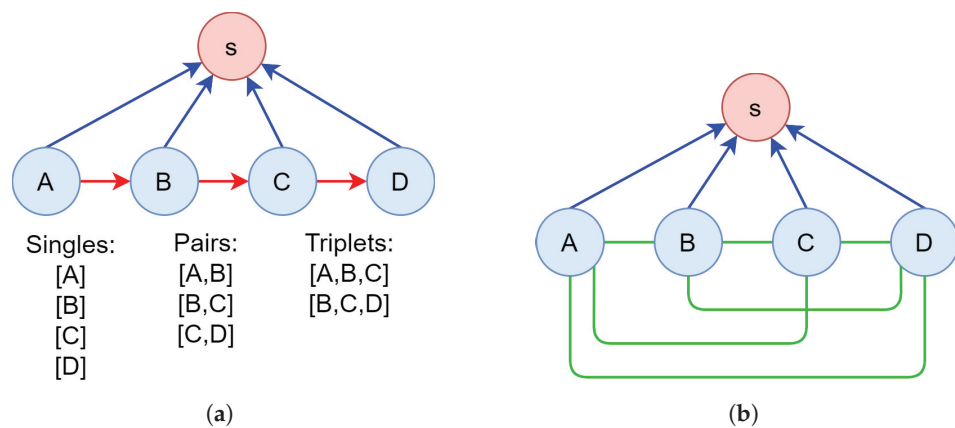 s
A
B
C
D
Singles:
[A]
[B]
[C]
[D]
Pairs:
[A,B]
[B,C]
[C,D]
Triplets:
[A,B,C]
[B,C,D]
(a)
s
A
B
C
D
(b)